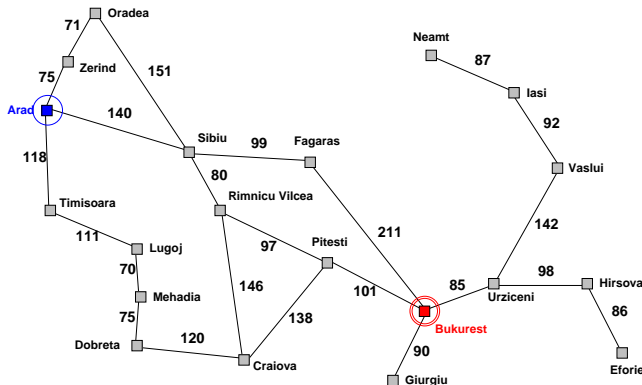 Oradea
71
Neamt
87
Zerind
75
151
Iasi
Arad
140
92
118
Sibiu
99
Fagaras
80
Vaslui
Timisoara
Rimnicu Vilcea
142
111
97
211
Lugoj
Pitesti
70
98
Hirsova
146
101
85
Mehadia
Urziceni
75
138
86
Bukurest
120
Dobreta
90
Craiova
Eforie
Giurgiu